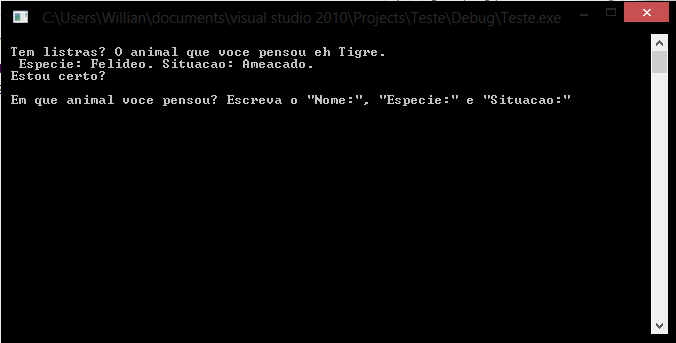 C:\Users\Willian\documents\visual studio 2010\Projects\Teste\Debug\Teste.exe
Tem listras? O animal que voce pensou eh Tigre.
Especie: Felideo. Situacao: Ameacado.
Estou certo?
Em que animal voce pensou? Escreva o "Nome:", "Especie:" e "Situacao:"